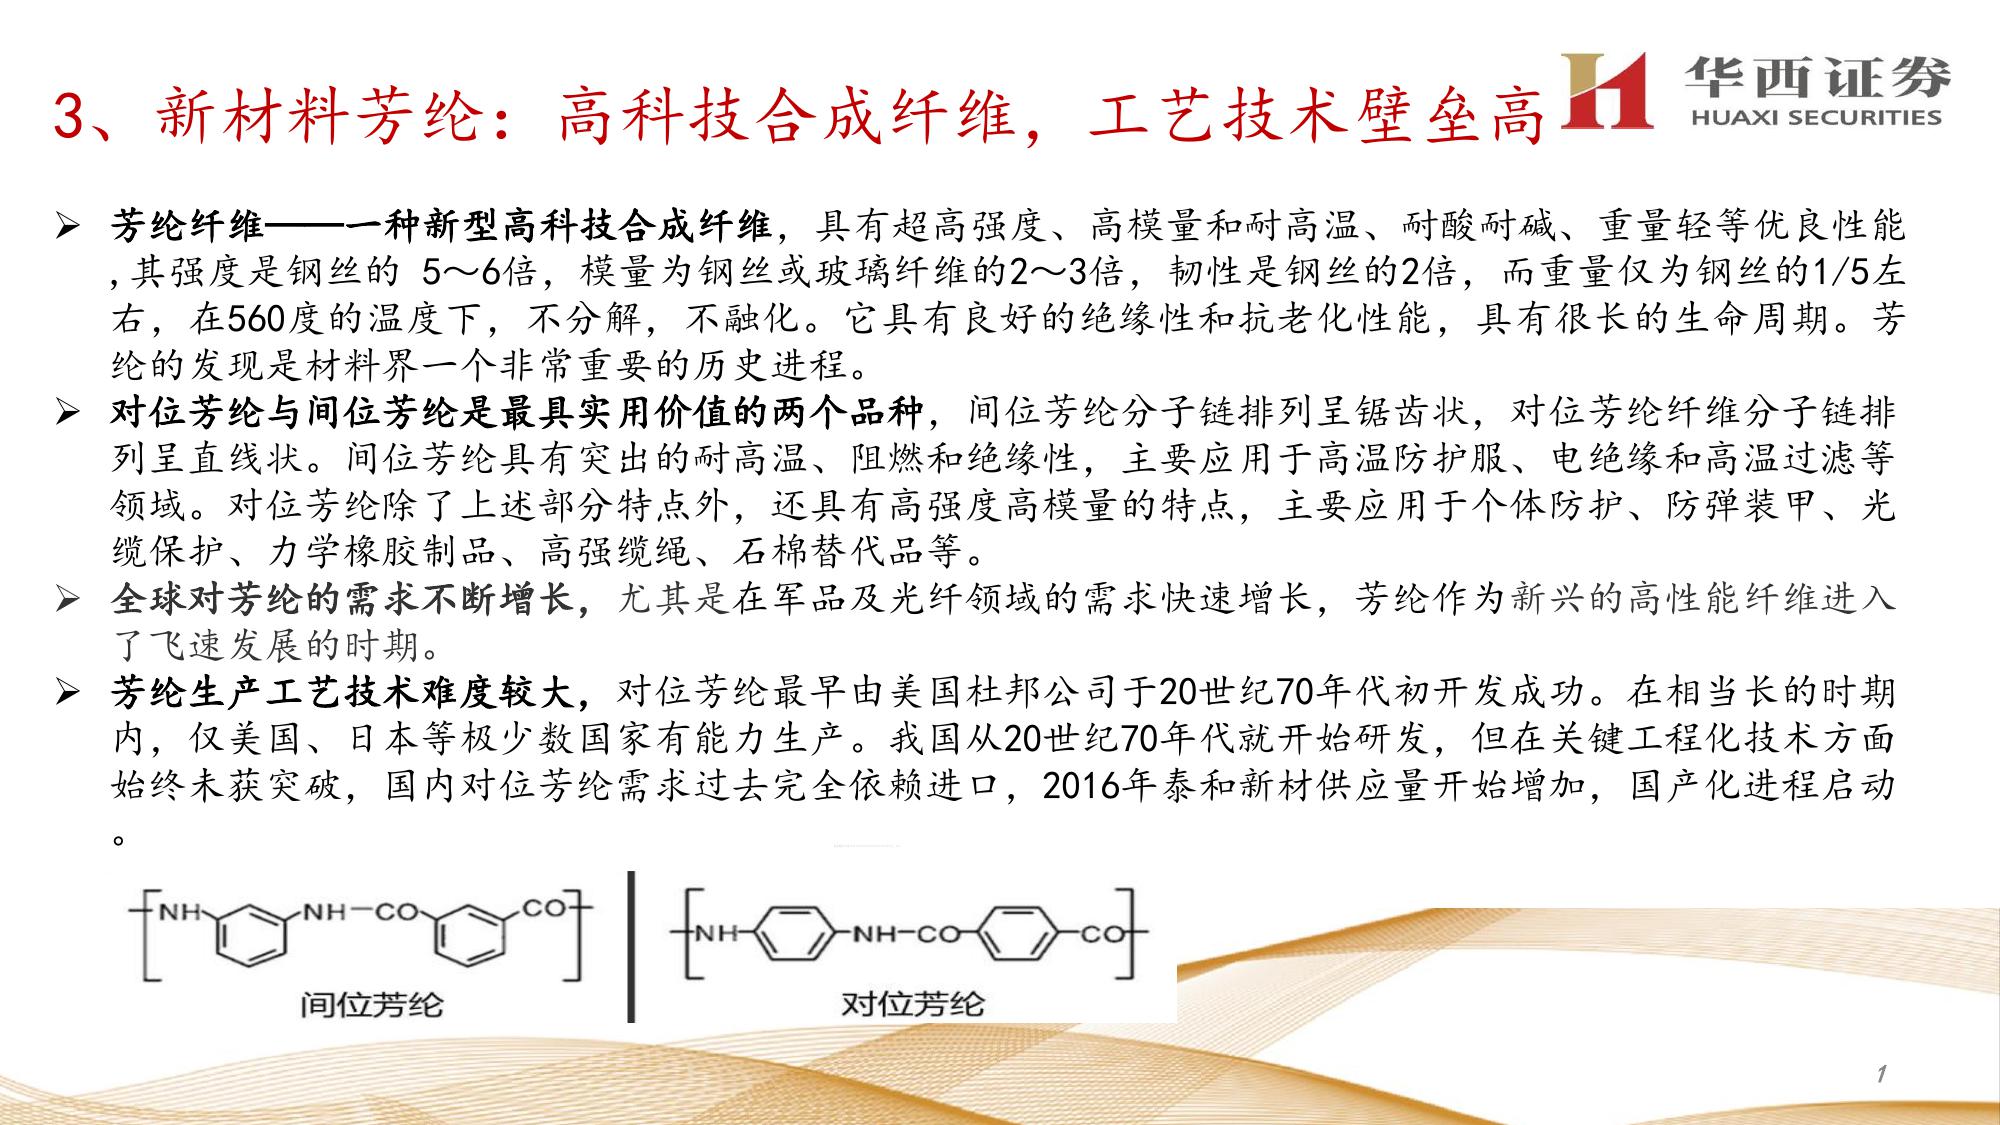 3、新材料芳纶：高科技合成纤维，工艺技术壁垒高
华西证券
HUAXI SECURITIES
➢ 芳纶纤维——一种新型高科技合成纤维，具有超高强度、高模量和耐高温、耐酸耐碱、重量轻等优良性能
,其强度是钢丝的 5～6倍，模量为钢丝或玻璃纤维的2～3倍，韧性是钢丝的2倍，而重量仅为钢丝的1/5左
右，在560度的温度下，不分解，不融化。它具有良好的绝缘性和抗老化性能，具有很长的生命周期。芳
纶的发现是材料界一个非常重要的历史进程。
➢ 对位芳纶与间位芳纶是最具实用价值的两个品种，间位芳纶分子链排列呈锯齿状，对位芳纶纤维分子链排
列呈直线状。间位芳纶具有突出的耐高温、阻燃和绝缘性，主要应用于高温防护服、电绝缘和高温过滤等
领域。对位芳纶除了上述部分特点外，还具有高强度高模量的特点，主要应用于个体防护、防弹装甲、光
缆保护、力学橡胶制品、高强缆绳、石棉替代品等。
➢ 全球对芳纶的需求不断增长，尤其是在军品及光纤领域的需求快速增长，芳纶作为新兴的高性能纤维进入
了飞速发展的时期。
➢ 芳纶生产工艺技术难度较大，对位芳纶最早由美国杜邦公司于20世纪70年代初开发成功。在相当长的时期
内，仅美国、日本等极少数国家有能力生产。我国从20世纪70年代就开始研发，但在关键工程化技术方面
始终未获突破，国内对位芳纶需求过去完全依赖进口，2016年泰和新材供应量开始增加，国产化进程启动
。
NH NH-CO CO
间位芳纶
NH NH-CO CO
对位芳纶
1